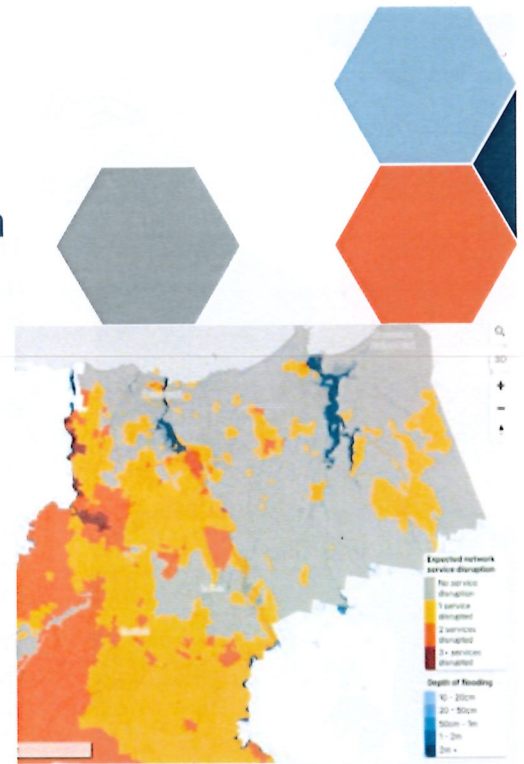 n
3D
+
−
Expected network
service disruption
No service
disruption
1 service
disrupted
2 services
disrupted
3+ services
disrupted
Depth of flooding
10 - 20cm
20 - 50cm
50cm - 1m
1 - 2m
2m +